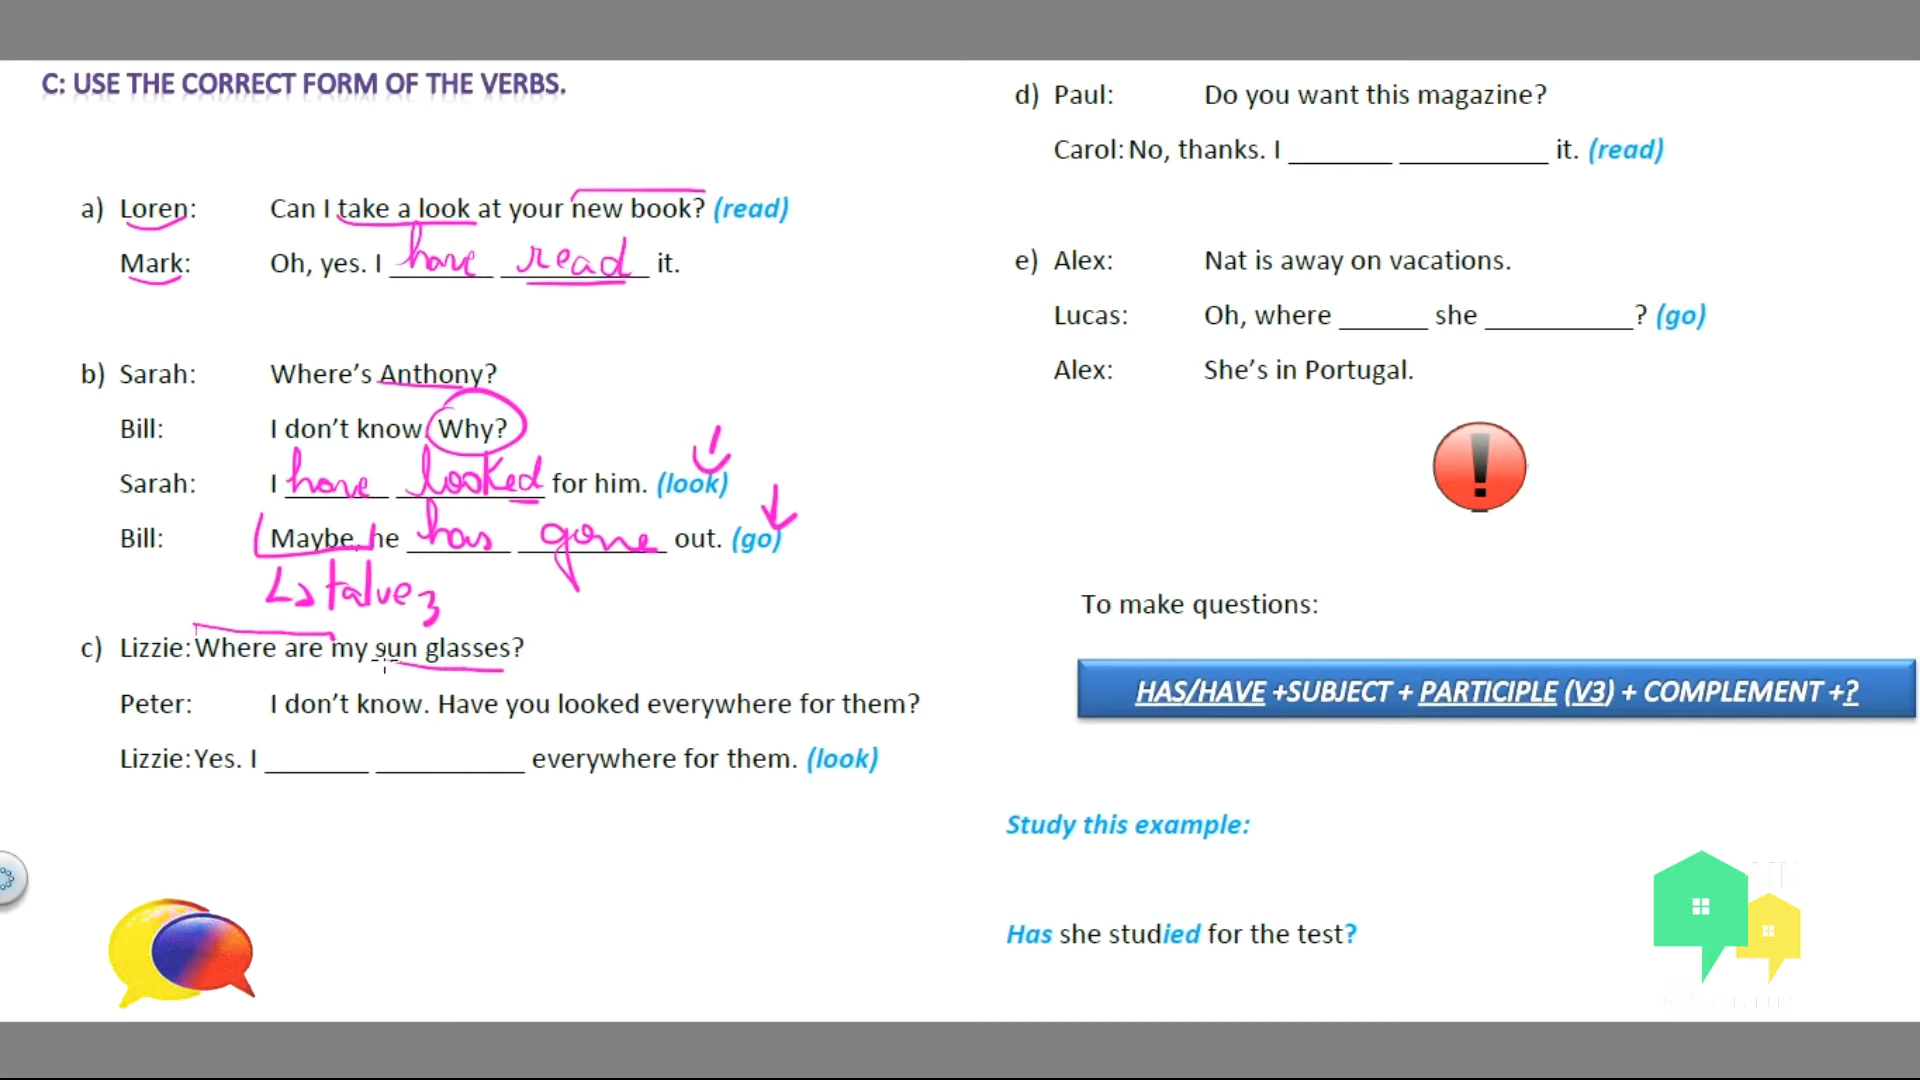 C: USE THE CORRECT FORM OF THE VERBS.
a) Loren: Can I take a look at your new book? (read)
Mark: Oh, yes. I have read it.
b) Sarah: Where's Anthony?
Bill: I don't know. Why?
Sarah: I have looked for him. (look)
Bill: Maybe, he has gone out. (go)
↳ talvez
c) Lizzie: Where are my sun glasses?
Peter: I don't know. Have you looked everywhere for them?
Lizzie: Yes. I ________ ________ everywhere for them. (look)
d) Paul: Do you want this magazine?
Carol: No, thanks. I ________ ________ it. (read)
e) Alex: Nat is away on vacations.
Lucas: Oh, where ________ she ________? (go)
Alex: She's in Portugal.
To make questions:
HAS/HAVE +SUBJECT + PARTICIPLE (V3) + COMPLEMENT +?
Study this example:
Has she studied for the test?